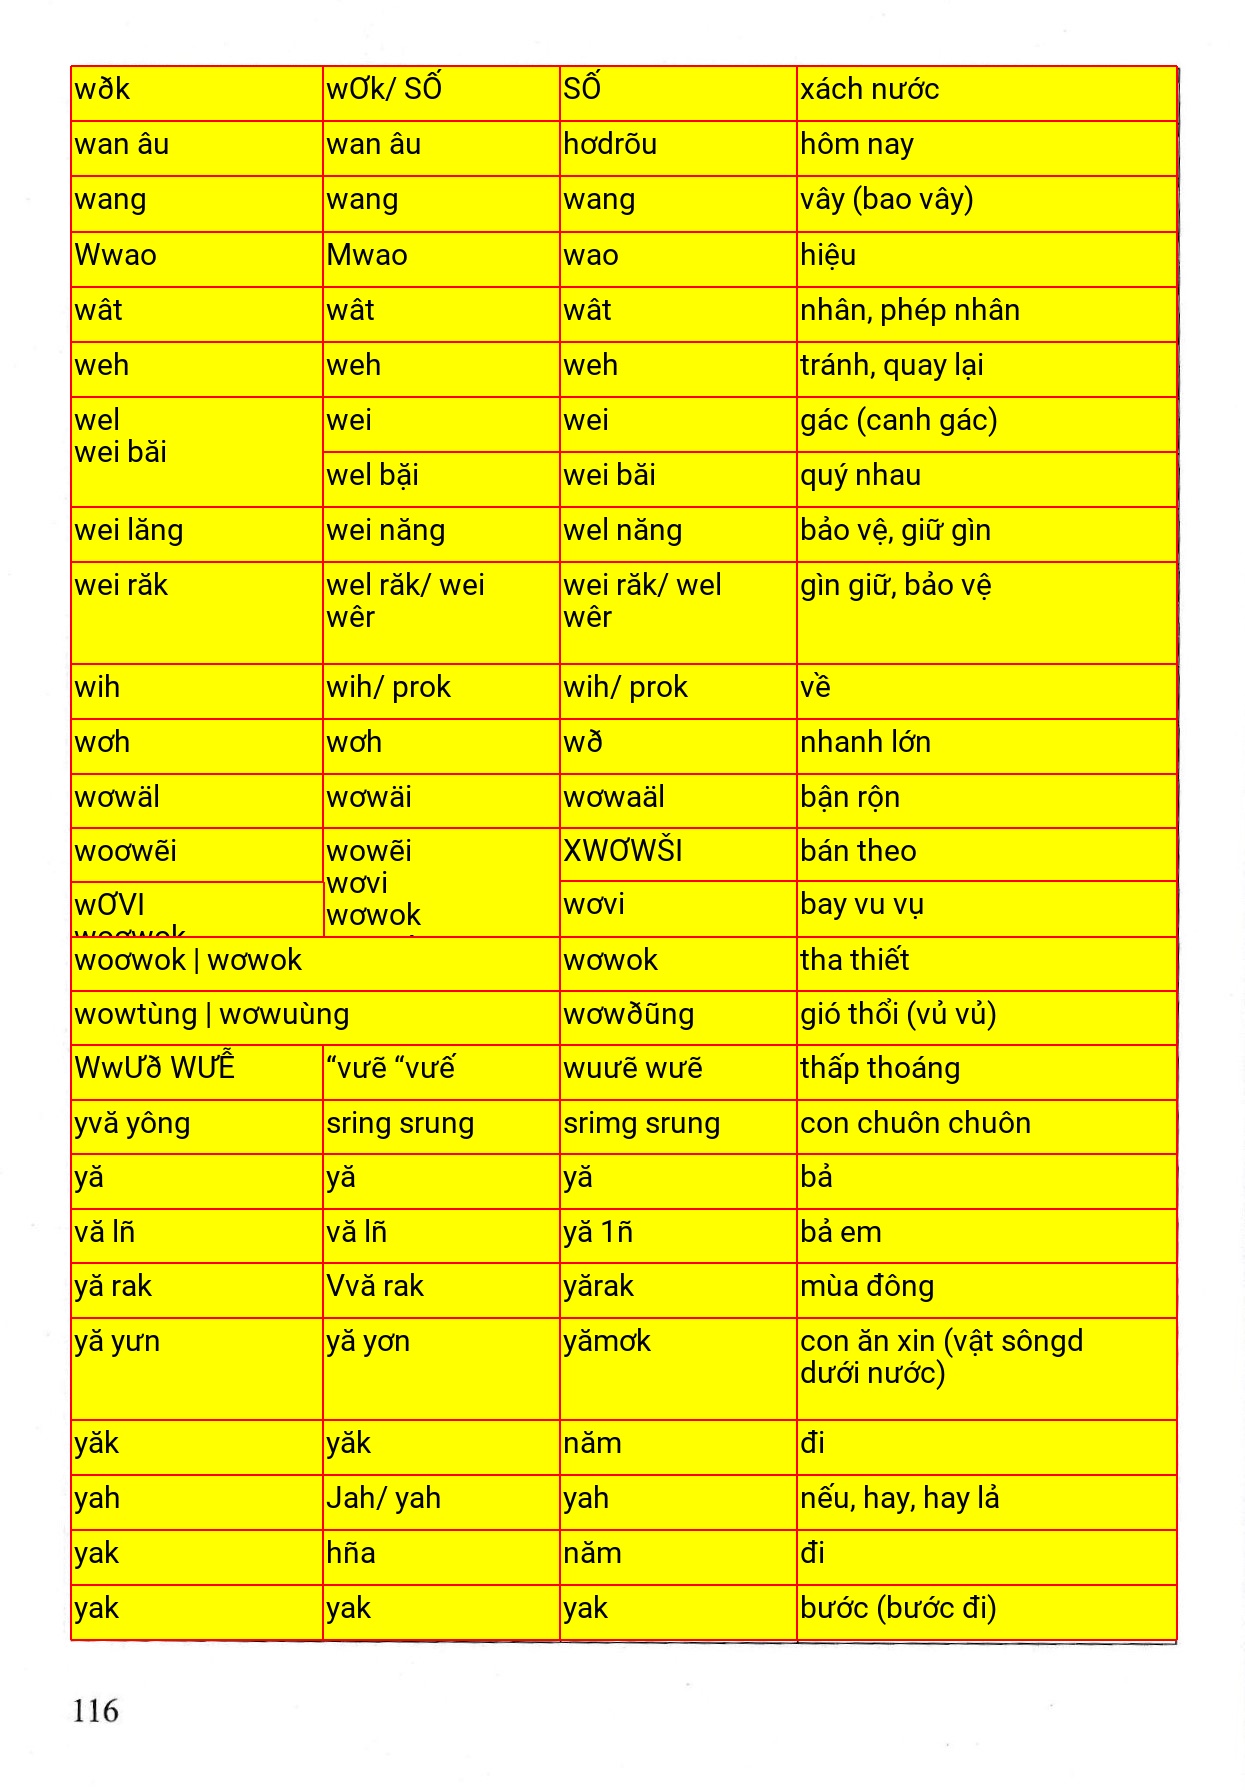 wðk wƠk/ SỐ SỐ xách nước
wan âu wan âu hơdrõu hôm nay
wang wang wang vây (bao vây)
Wwao Mwao wao hiệu
wât wât wât nhân, phép nhân
weh weh weh tránh, quay lại
wel wei wei gác (canh gác)
wei băi wel bặi wei băi quý nhau
wei lăng wei năng wel năng bảo vệ, giữ gìn
wei răk wel răk/ wei wei răk/ wel gìn giữ, bảo vệ
wêr wêr
wih wih/ prok wih/ prok về
wơh wơh wð nhanh lớn
wơwäl wơwäi wơwaäl bận rộn
woơwẽi wowẽi XWƠWŠI bán theo
wơvi
wƠVI wơwok wơvi bay vu vụ
woơwok
woơwok | wơwok wơwok tha thiết
wowtùng | wơwuùng wơwðũng gió thổi (vủ vủ)
WwƯð WƯỄ “vưẽ “vưế wuưẽ wưẽ thấp thoáng
yvă yông sring srung srimg srung con chuôn chuôn
yă yă yă bả
vă lñ vă lñ yă 1ñ bả em
yă rak Vvă rak yărak mùa đông
yă yưn yă yơn yămơk con ăn xin (vật sôngd
dưới nước)
yăk yăk năm đi
yah Jah/ yah yah nếu, hay, hay lả
yak hña năm đi
yak yak yak bước (bước đi)
116